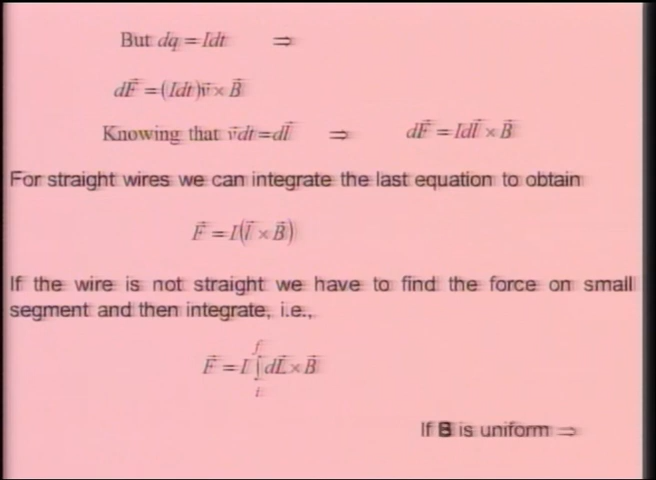 But dq = Idt ⇒
dF⃗ = (Idt)v⃗ × B⃗
Knowing that v⃗dt = dl⃗ ⇒ dF⃗ = Idl⃗ × B⃗
For straight wires we can integrate the last equation to obtain
F⃗ = I(l⃗ × B⃗)
If the wire is not straight we have to find the force on small
segment and then integrate, i.e.,
F⃗ = I ∫ᵢᶠ dL⃗ × B⃗
If B is uniform ⇒